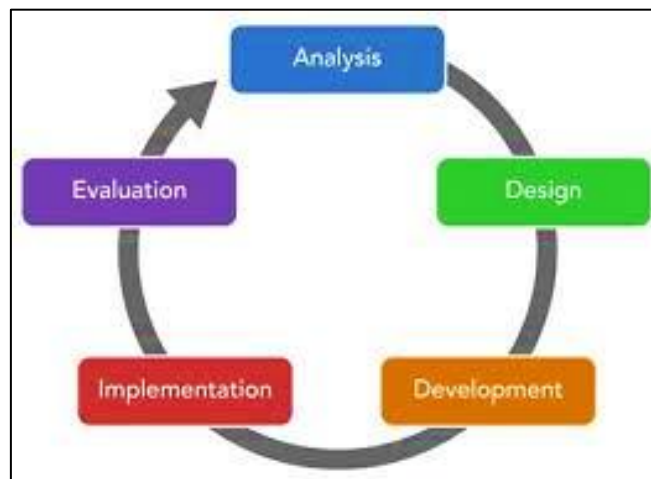 Analysis
Design
Development
Implementation
Evaluation